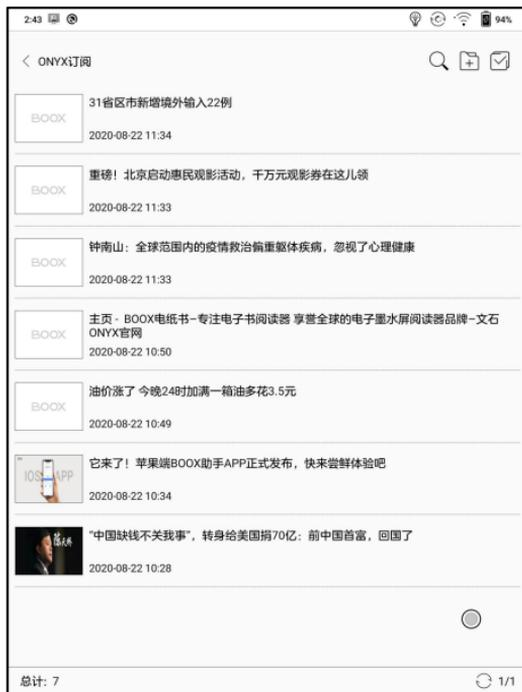 2:43
94%
ONYX订阅
BOOX
31省区市新增境外输入22例
2020-08-22 11:34
BOOX
重磅！北京启动惠民观影活动，千万元观影券在这儿领
2020-08-22 11:33
BOOX
钟南山：全球范围内的疫情救治偏重躯体疾病，忽视了心理健康
2020-08-22 11:33
BOOX
主页 - BOOX电纸书–专注电子书阅读器 享誉全球的电子墨水屏阅读器品牌–文石
ONYX官网
2020-08-22 10:50
BOOX
油价涨了 今晚24时加满一箱油多花3.5元
2020-08-22 10:49
IOS APP
它来了！苹果端BOOX助手APP正式发布，快来尝鲜体验吧
2020-08-22 10:34
“中国缺钱不关我事”，转身给美国捐70亿：前中国首富，回国了
2020-08-22 10:28
总计：7
1/1